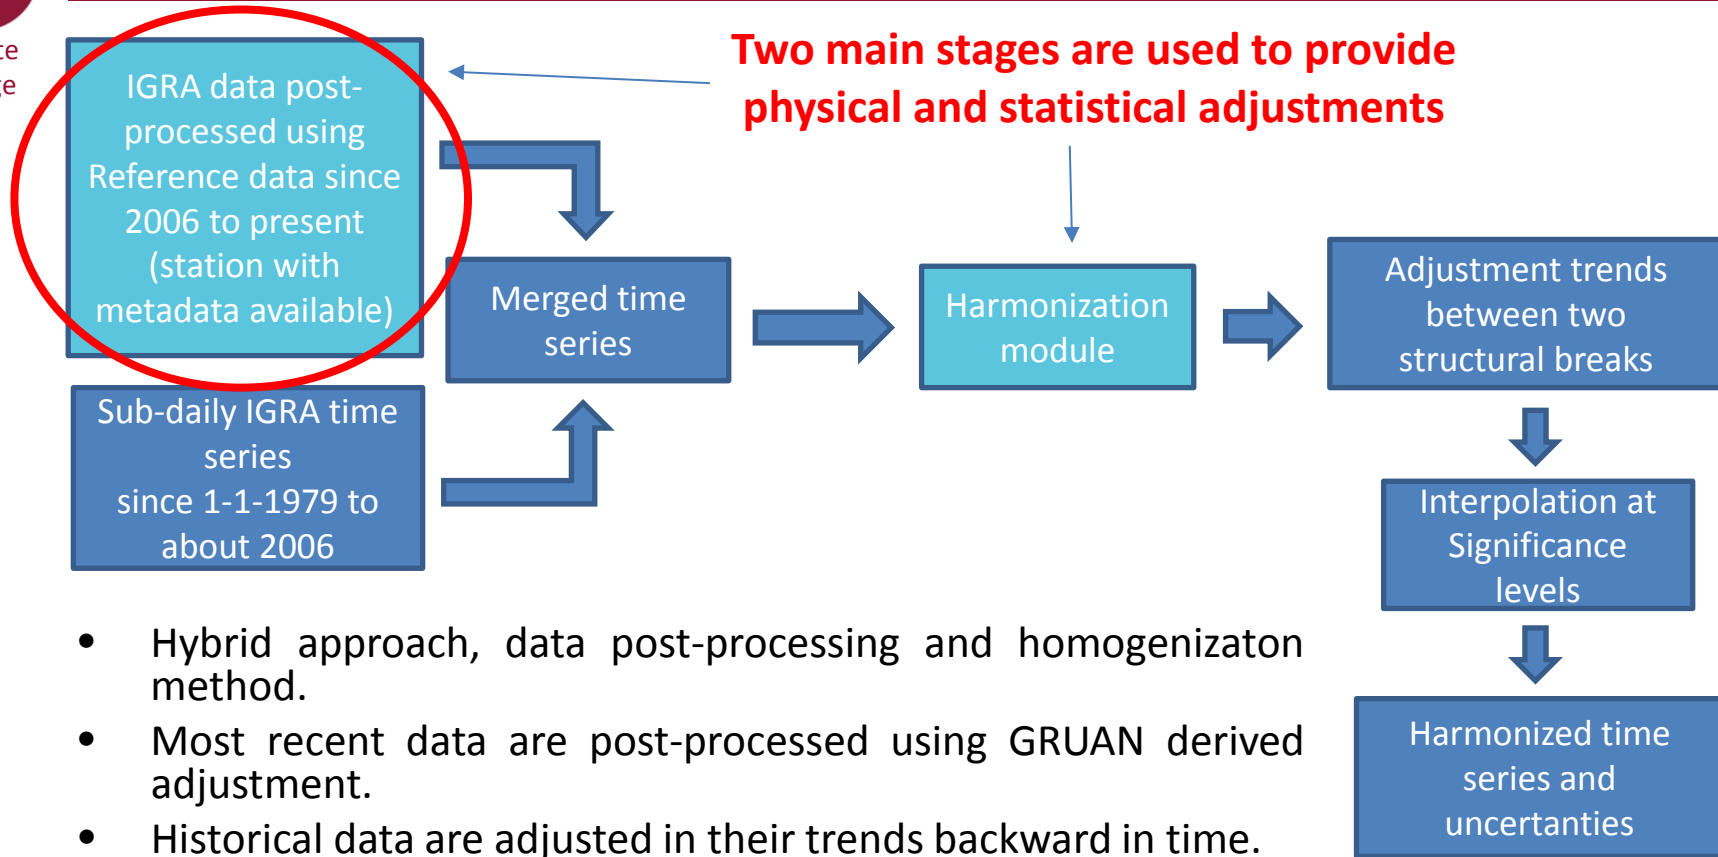 te
ge
Two main stages are used to provide
physical and statistical adjustments
IGRA data post-
processed using
Reference data since
2006 to present
(station with
metadata available)
Sub-daily IGRA time
series
since 1-1-1979 to
about 2006
Merged time
series
Harmonization
module
Adjustment trends
between two
structural breaks
Interpolation at
Significance
levels
Harmonized time
series and
uncertanties
• Hybrid approach, data post-processing and homogenizaton
method.
• Most recent data are post-processed using GRUAN derived
adjustment.
• Historical data are adjusted in their trends backward in time.